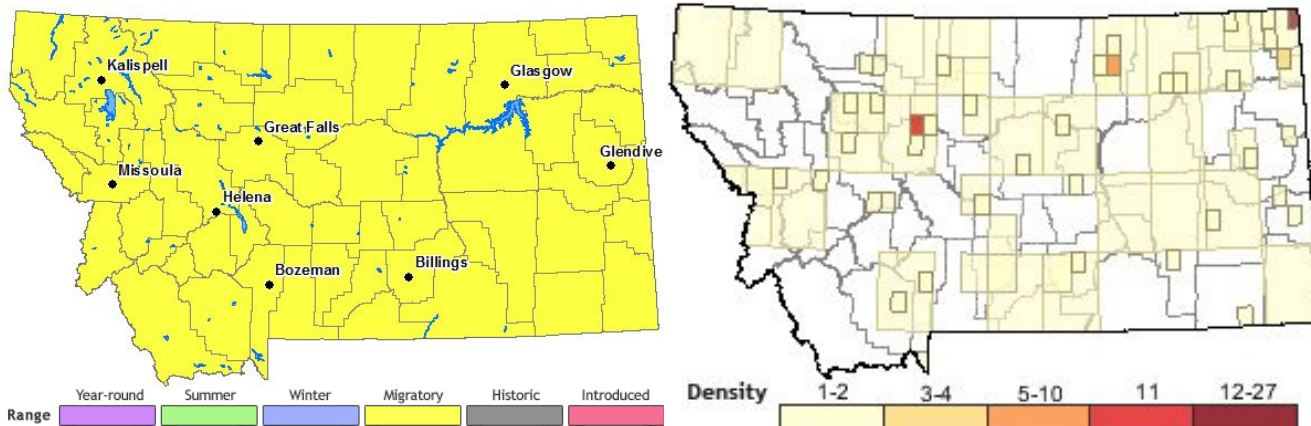 Kalispell
Glasgow
Great Falls
Glendive
Missoula
Helena
Bozeman
Billings
Year-round Summer Winter Migratory Historic Introduced
Range
Density 1-2 3-4 5-10 11 12-27